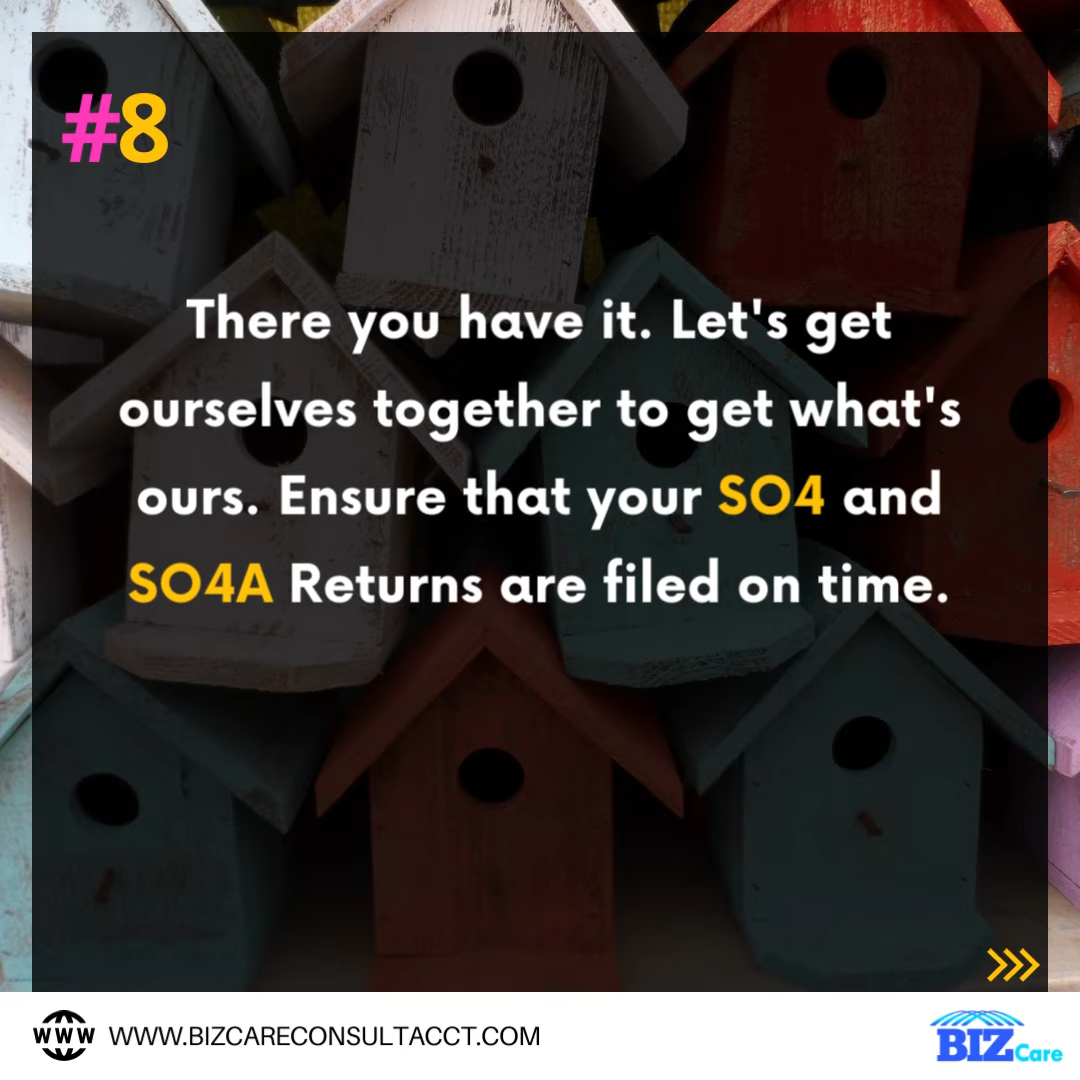 #8
There you have it. Let's get
ourselves together to get what's
ours. Ensure that your SO4 and
SO4A Returns are filed on time.
WWW
WWW.BIZCARECONSULTACCT.COM
BIZ Care